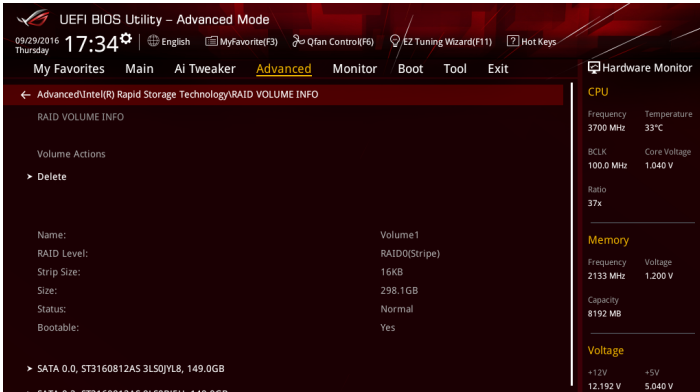 UEFI BIOS Utility – Advanced Mode
09/29/2016
Thursday
17:34
English
MyFavorite(F3)
Qfan Control(F6)
EZ Tuning Wizard(F11)
? Hot Keys
My Favorites Main Ai Tweaker Advanced Monitor Boot Tool Exit
Hardware Monitor
← Advanced\Intel(R) Rapid Storage Technology\RAID VOLUME INFO
RAID VOLUME INFO
Volume Actions
> Delete
Name: Volume1
RAID Level: RAID0(Stripe)
Strip Size: 16KB
Size: 298.1GB
Status: Normal
Bootable: Yes
> SATA 0.0, ST3160812AS 3LS0JYL8, 149.0GB
CPU
Frequency Temperature
3700 MHz 33°C
BCLK Core Voltage
100.0 MHz 1.040 V
Ratio
37x
Memory
Frequency Voltage
2133 MHz 1.200 V
Capacity
8192 MB
Voltage
+12V +5V
12.192 V 5.040 V